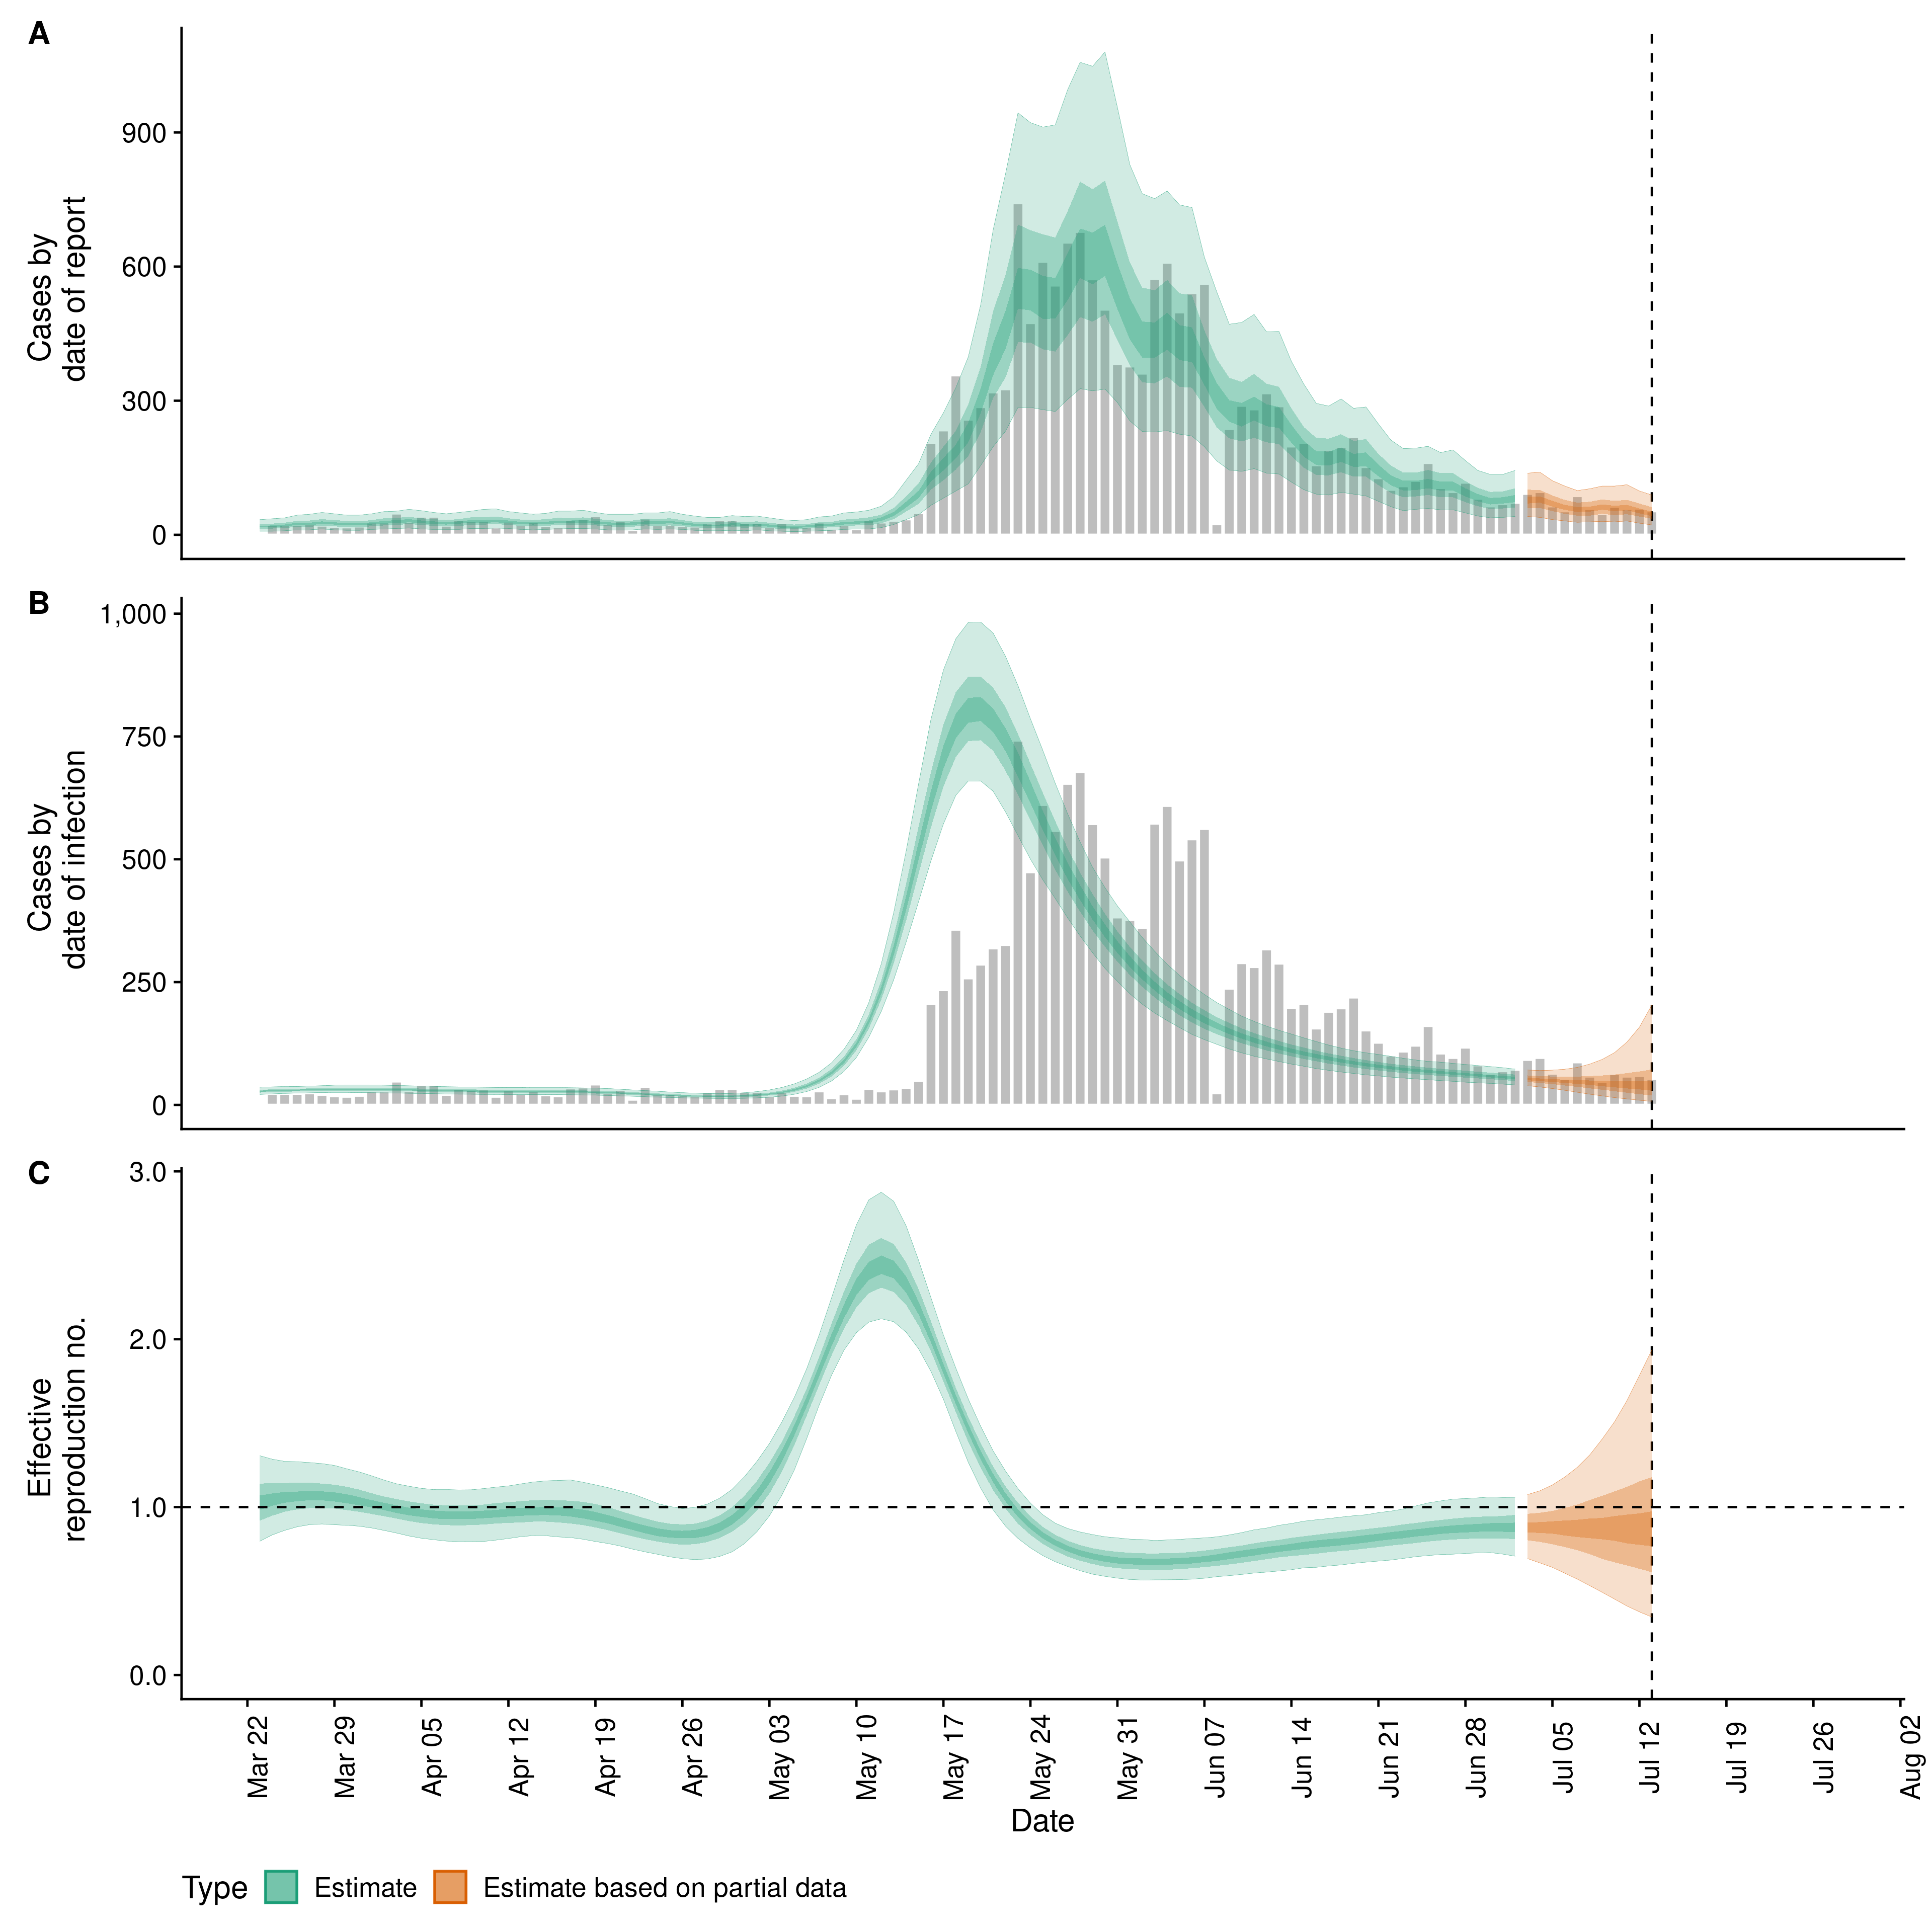 A
Cases by
date of report
900
600
300
0
B
Cases by
date of infection
1,000
750
500
250
0
C
Effective
reproduction no.
3.0
2.0
1.0
0.0
Mar 22
Mar 29
Apr 05
Apr 12
Apr 19
Apr 26
May 03
May 10
May 17
May 24
May 31
Jun 07
Jun 14
Jun 21
Jun 28
Jul 05
Jul 12
Jul 19
Jul 26
Aug 02
Date
Type Estimate Estimate based on partial data